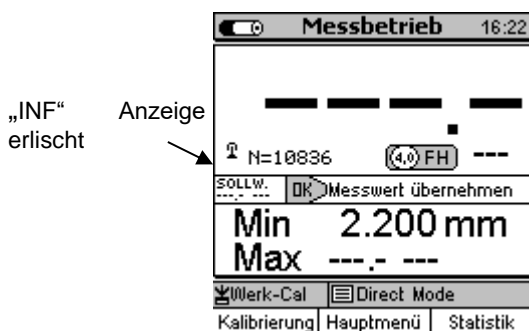 Messbetrieb 16:22
„INF“ Anzeige
erlischt
---.-
N=10836 (4,0) FH ---
SOLLW.
---.- ---
OK Messwert übernehmen
Min 2.200 mm
Max ---.- ---
Werk-Cal Direct Mode
Kalibrierung Hauptmenü Statistik